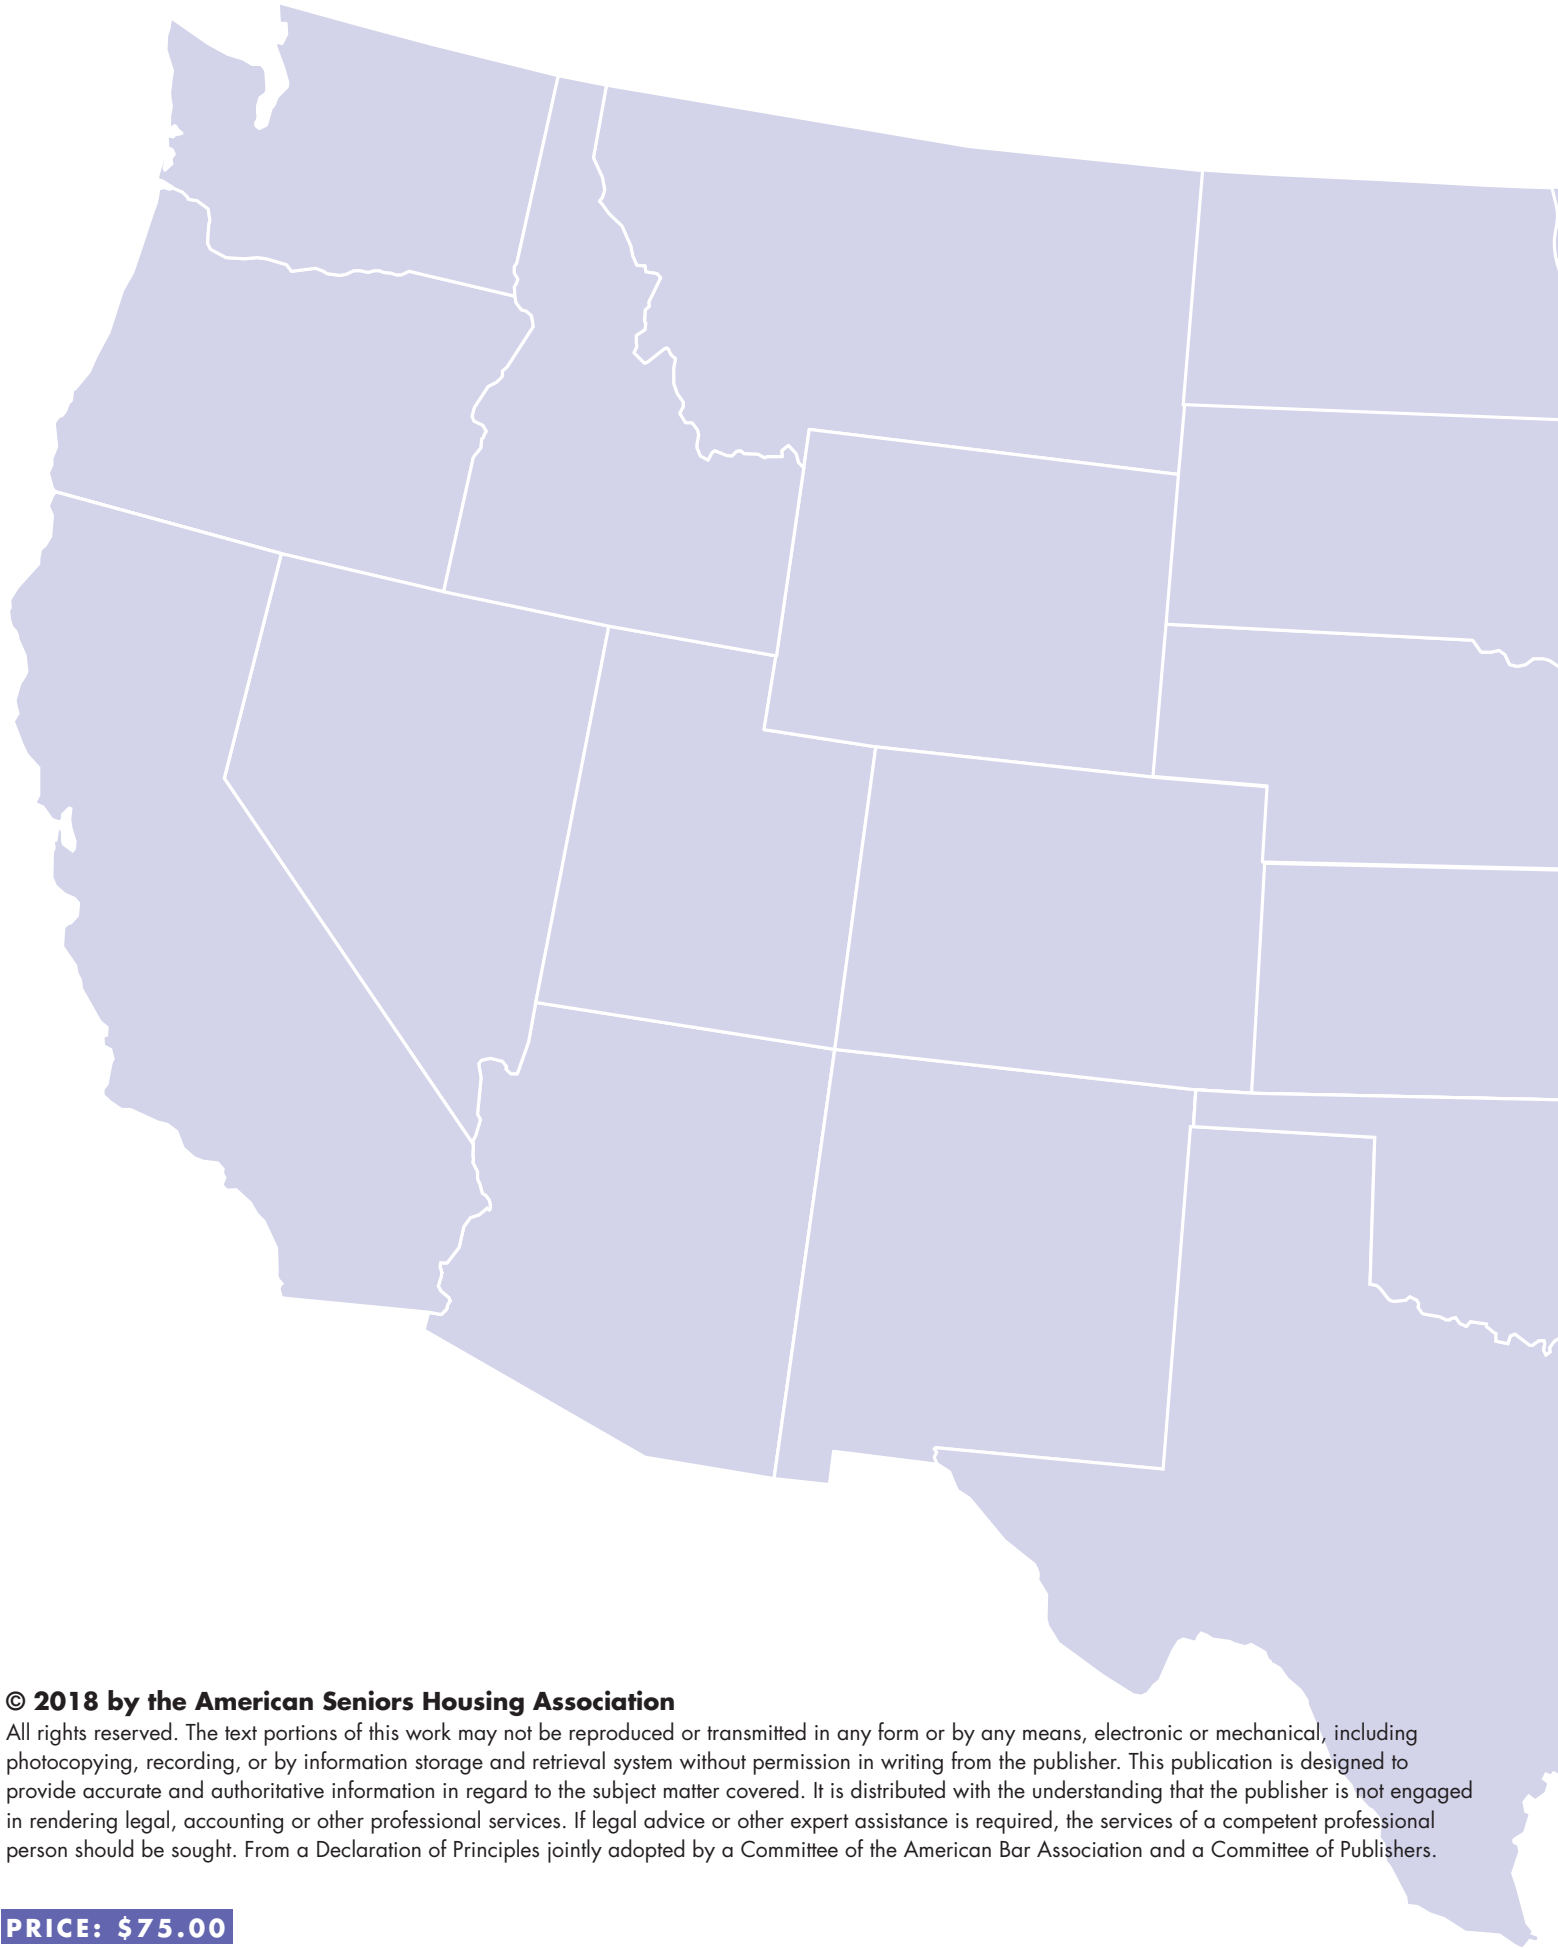 © 2018 by the American Seniors Housing Association
All rights reserved. The text portions of this work may not be reproduced or transmitted in any form or by any means, electronic or mechanical, including
photocopying, recording, or by information storage and retrieval system without permission in writing from the publisher. This publication is designed to
provide accurate and authoritative information in regard to the subject matter covered. It is distributed with the understanding that the publisher is not engaged
in rendering legal, accounting or other professional services. If legal advice or other expert assistance is required, the services of a competent professional
person should be sought. From a Declaration of Principles jointly adopted by a Committee of the American Bar Association and a Committee of Publishers.
PRICE: $75.00